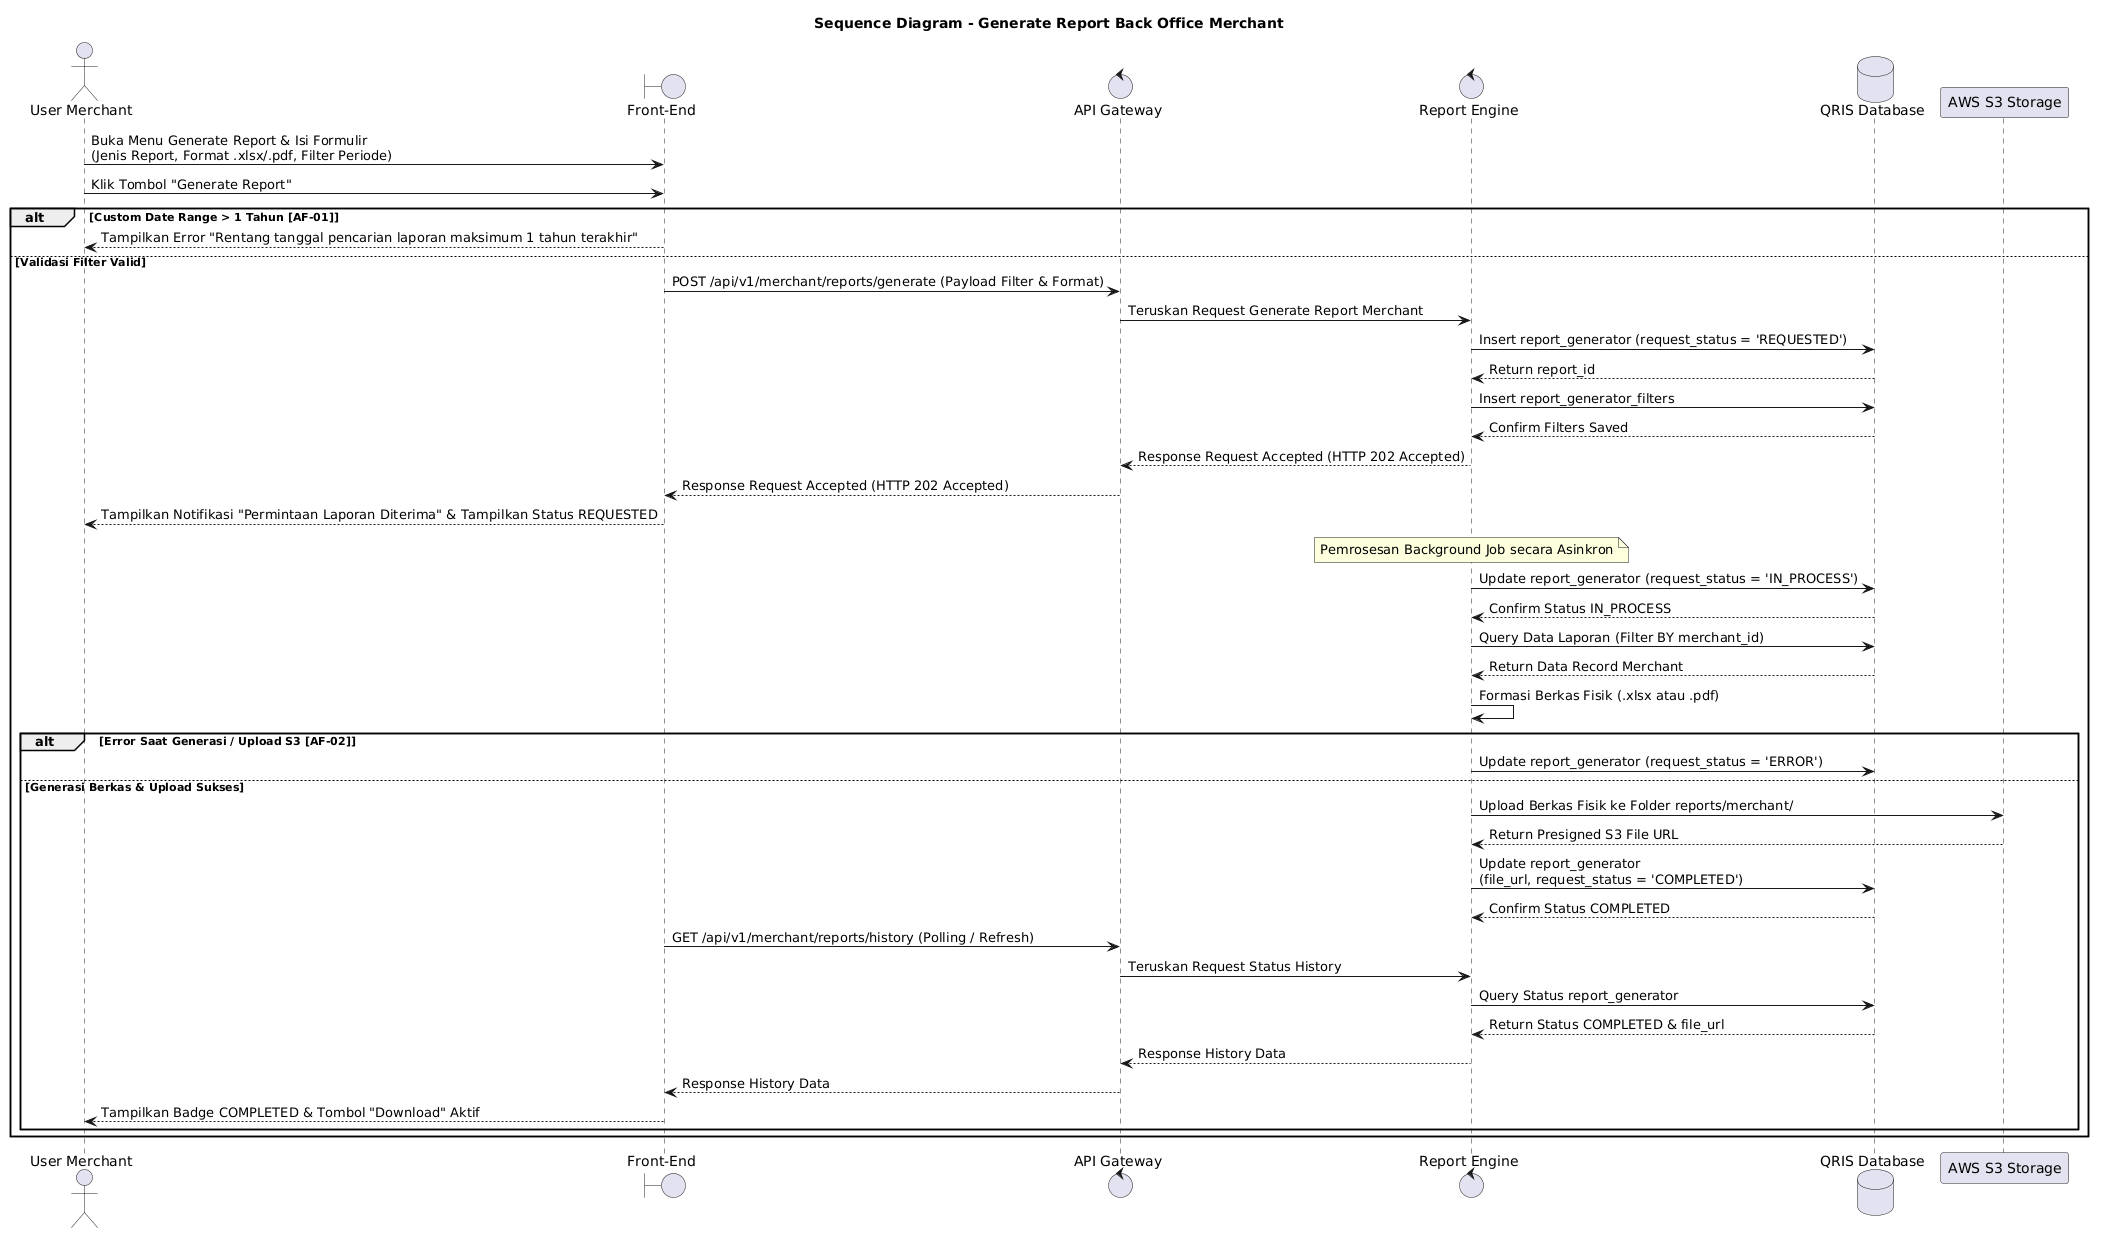 Sequence Diagram - Generate Report Back Office Merchant
User Merchant
Front-End
API Gateway
Report Engine
QRIS Database
AWS S3 Storage
Buka Menu Generate Report & Isi Formulir
(Jenis Report, Format .xlsx/.pdf, Filter Periode)
Klik Tombol "Generate Report"
alt [Custom Date Range > 1 Tahun [AF-01]]
Tampilkan Error "Rentang tanggal pencarian laporan maksimum 1 tahun terakhir"
[Validasi Filter Valid]
POST /api/v1/merchant/reports/generate (Payload Filter & Format)
Teruskan Request Generate Report Merchant
Insert report_generator (request_status = 'REQUESTED')
Return report_id
Insert report_generator_filters
Confirm Filters Saved
Response Request Accepted (HTTP 202 Accepted)
Response Request Accepted (HTTP 202 Accepted)
Tampilkan Notifikasi "Permintaan Laporan Diterima" & Tampilkan Status REQUESTED
Pemrosesan Background Job secara Asinkron
Update report_generator (request_status = 'IN_PROCESS')
Confirm Status IN_PROCESS
Query Data Laporan (Filter BY merchant_id)
Return Data Record Merchant
Formasi Berkas Fisik (.xlsx atau .pdf)
alt [Error Saat Generasi / Upload S3 [AF-02]]
Update report_generator (request_status = 'ERROR')
[Generasi Berkas & Upload Sukses]
Upload Berkas Fisik ke Folder reports/merchant/
Return Presigned S3 File URL
Update report_generator
(file_url, request_status = 'COMPLETED')
Confirm Status COMPLETED
GET /api/v1/merchant/reports/history (Polling / Refresh)
Teruskan Request Status History
Query Status report_generator
Return Status COMPLETED & file_url
Response History Data
Response History Data
Tampilkan Badge COMPLETED & Tombol "Download" Aktif
User Merchant
Front-End
API Gateway
Report Engine
QRIS Database
AWS S3 Storage